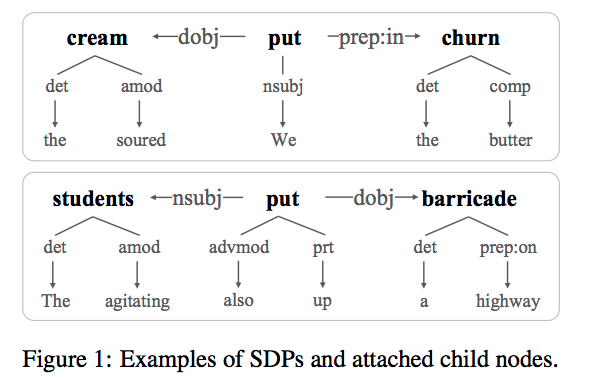 cream dobj put prep:in churn
det amod nsubj det comp
the soured We the butter
students nsubj put dobj barricade
det amod advmod prt det prep:on
The agitating also up a highway
Figure 1: Examples of SDPs and attached child nodes.